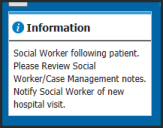 Information
Social Worker following patient.
Please Review Social
Worker/Case Management notes.
Notify Social Worker of new
hospital visit.